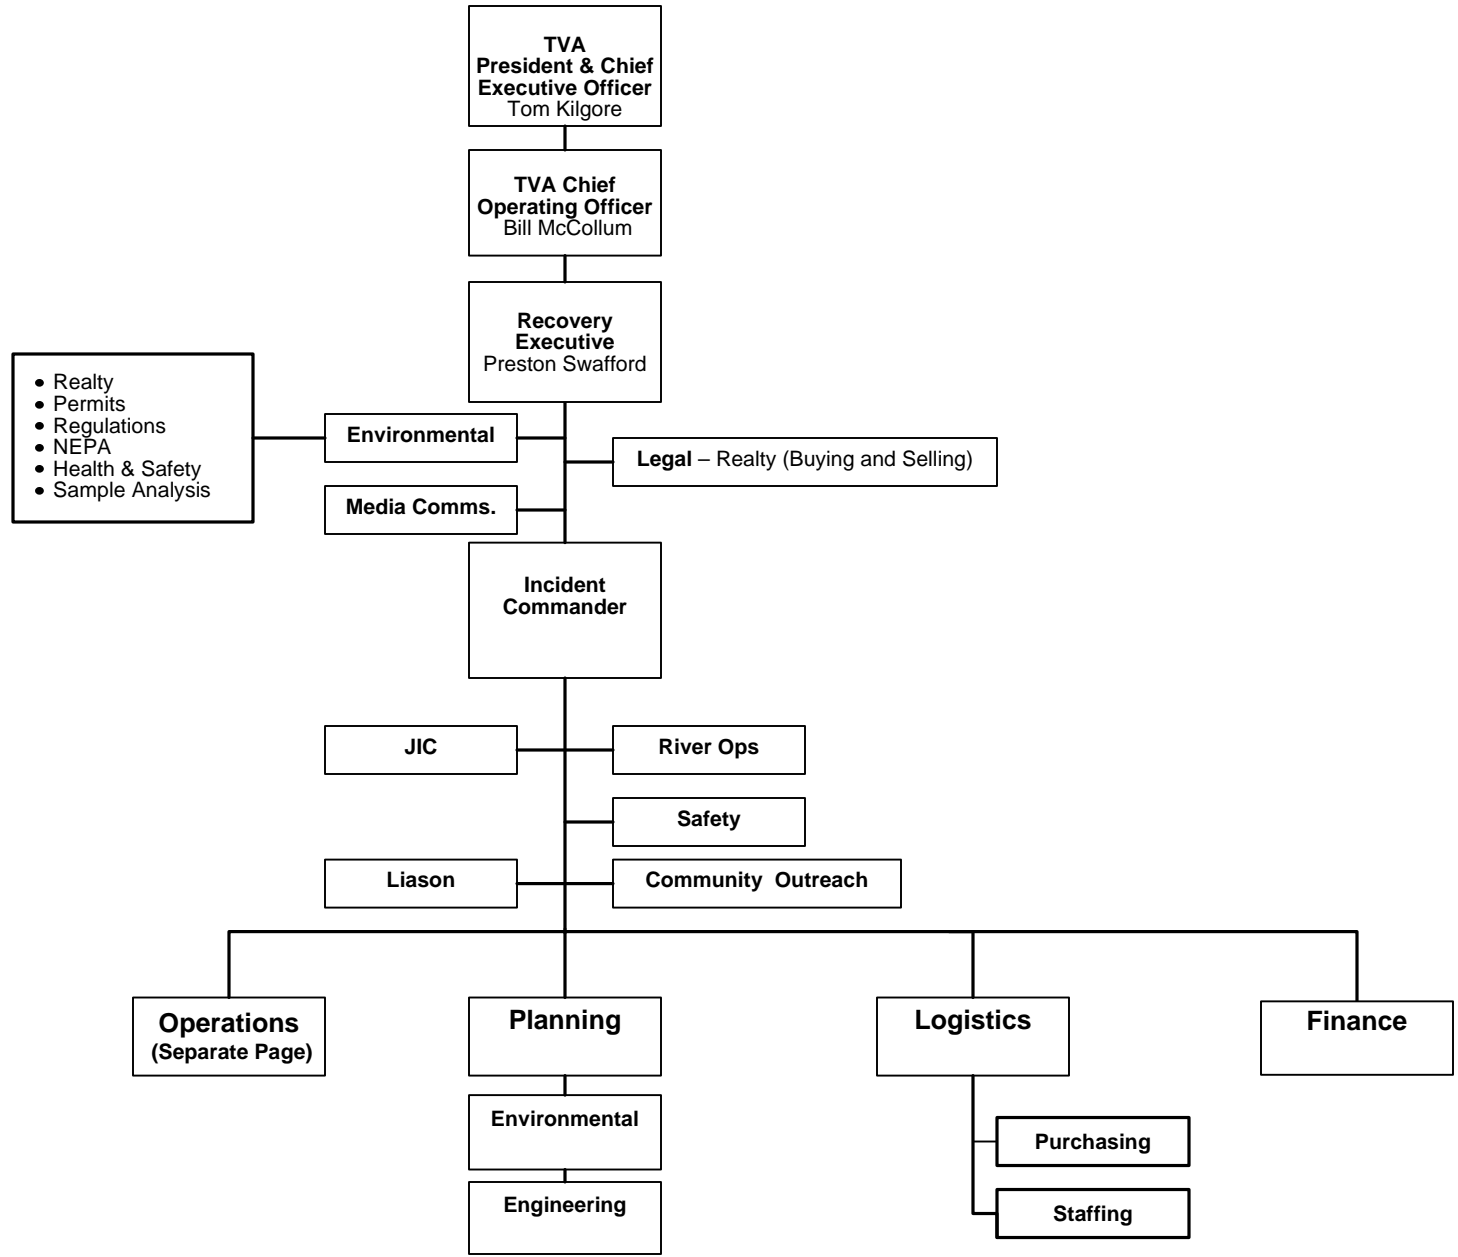 TVA
President & Chief
Executive Officer
Tom Kilgore
TVA Chief
Operating Officer
Bill McCollum
Recovery
Executive
Preston Swafford
• Realty
• Permits
• Regulations
• NEPA
• Health & Safety
• Sample Analysis
Environmental
Legal – Realty (Buying and Selling)
Media Comms.
Incident
Commander
JIC
River Ops
Safety
Liason
Community Outreach
Operations
(Separate Page)
Planning
Logistics
Finance
Environmental
Purchasing
Engineering
Staffing